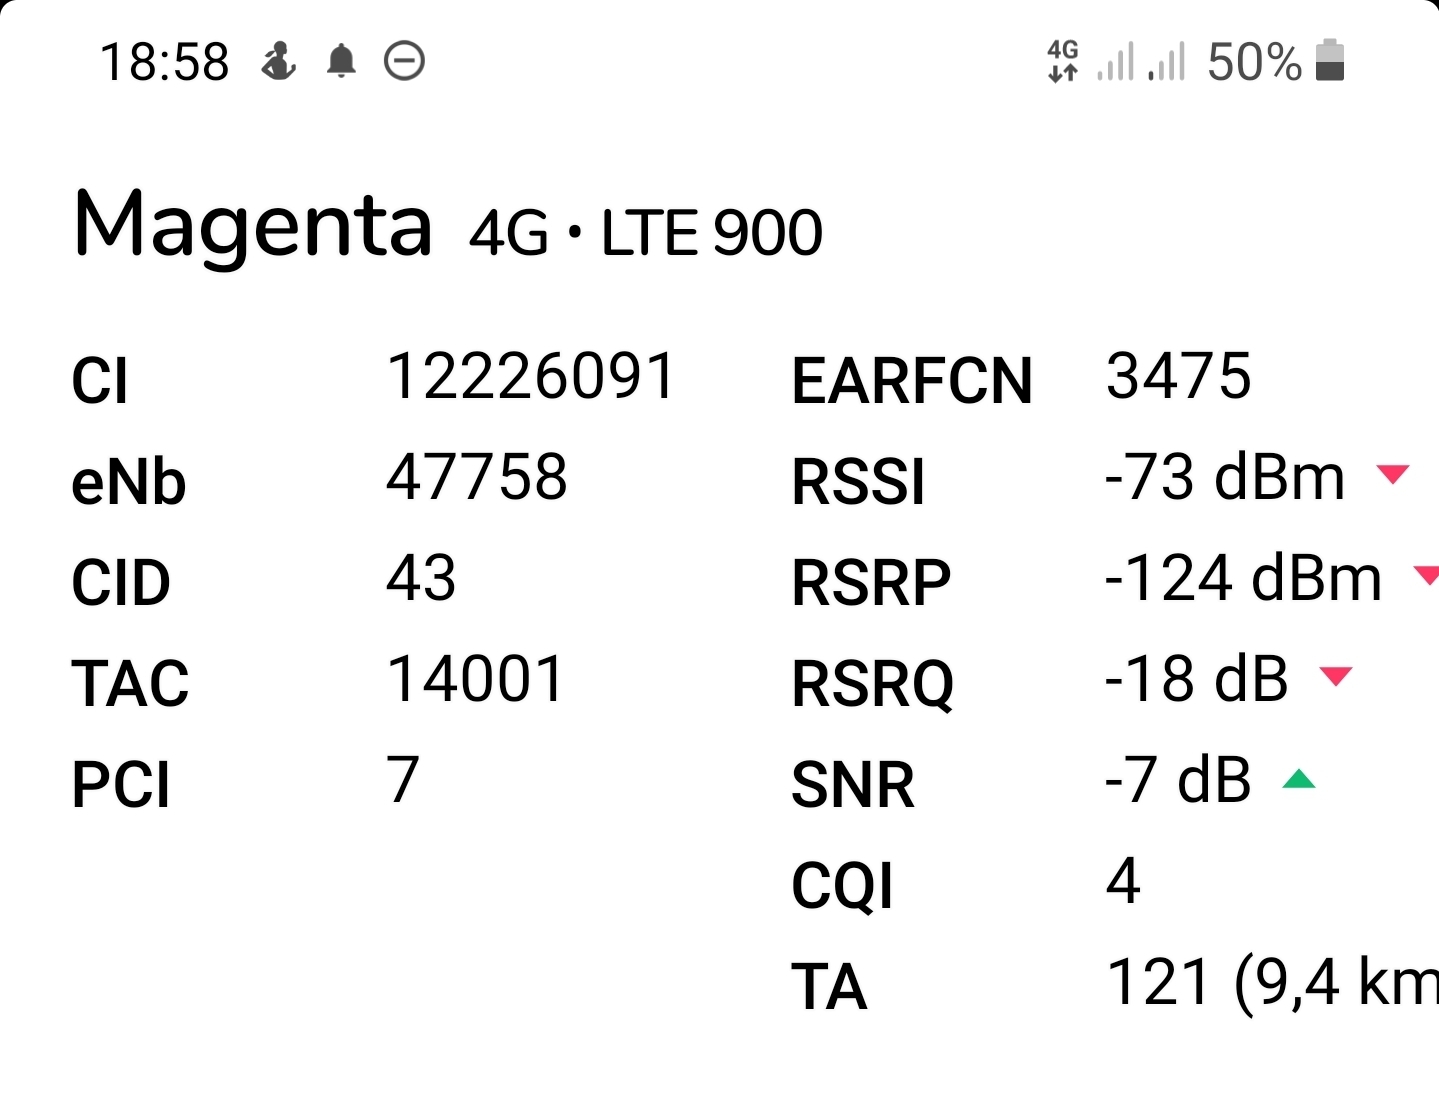 18:58 4G 50%
Magenta 4G • LTE 900
CI 12226091 EARFCN 3475
eNb 47758 RSSI -73 dBm
CID 43 RSRP -124 dBm
TAC 14001 RSRQ -18 dB
PCI 7 SNR -7 dB
CQI 4
TA 121 (9,4 km